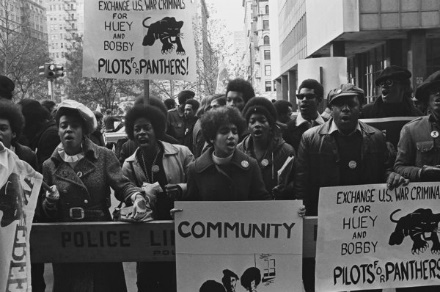 EXCHANGE U.S. WAR CRIMINALS
FOR
HUEY
AND
BOBBY
PILOTS FOR PANTHERS!
POLICE LI
COMMUNITY
EXCHANGE U.S. WAR CRIMINALS
FOR
HUEY
AND
BOBBY
PILOTS FOR PANTHERS!